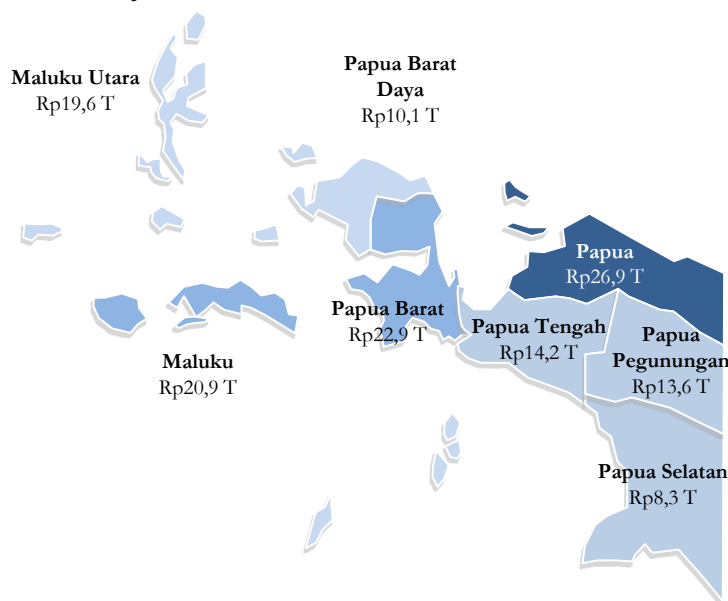 Maluku Utara
Rp19,6 T
Papua Barat
Daya
Rp10,1 T
Papua
Rp26,9 T
Papua Barat
Rp22,9 T
Papua Tengah
Rp14,2 T
Papua
Pegunungan
Rp13,6 T
Maluku
Rp20,9 T
Papua Selatan
Rp8,3 T